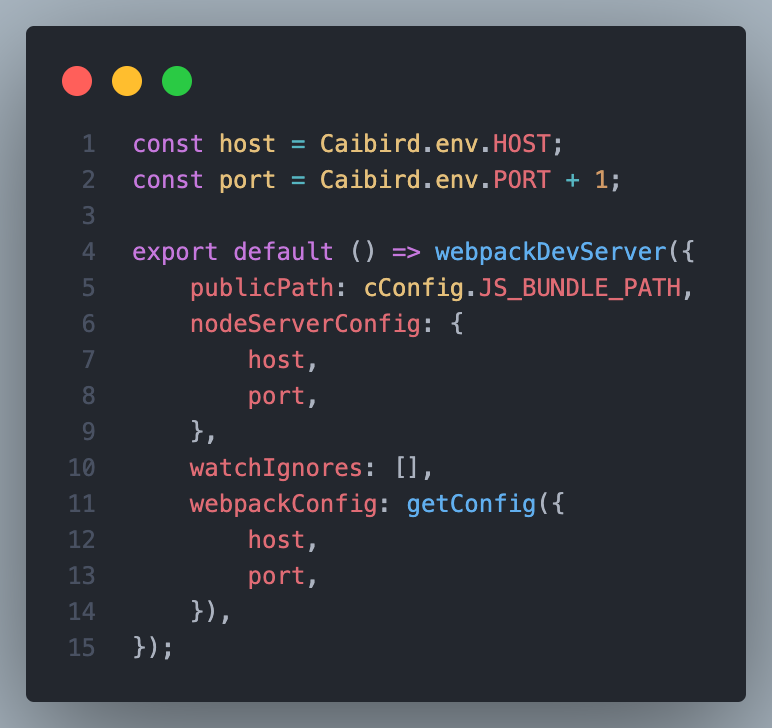 1 const host = Caibird.env.HOST;
2 const port = Caibird.env.PORT + 1;
3
4 export default () => webpackDevServer({
5     publicPath: cConfig.JS_BUNDLE_PATH,
6     nodeServerConfig: {
7         host,
8         port,
9     },
10     watchIgnores: [],
11     webpackConfig: getConfig({
12         host,
13         port,
14     }),
15 });